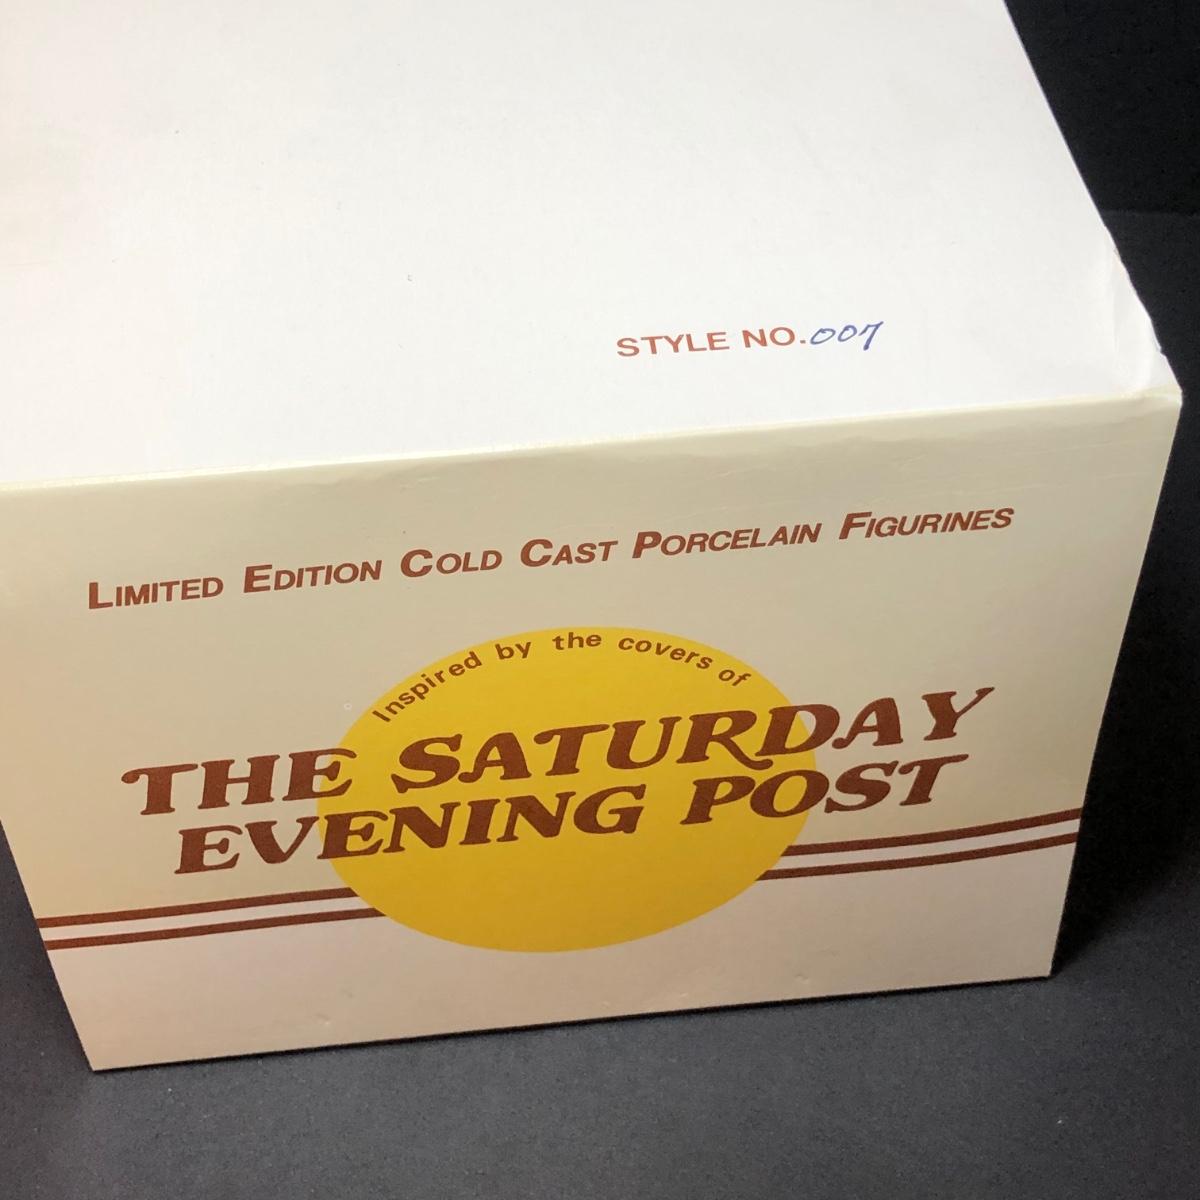 STYLE NO. 007
LIMITED EDITION COLD CAST PORCELAIN FIGURINES
Inspired by the covers of
THE SATURDAY
EVENING POST